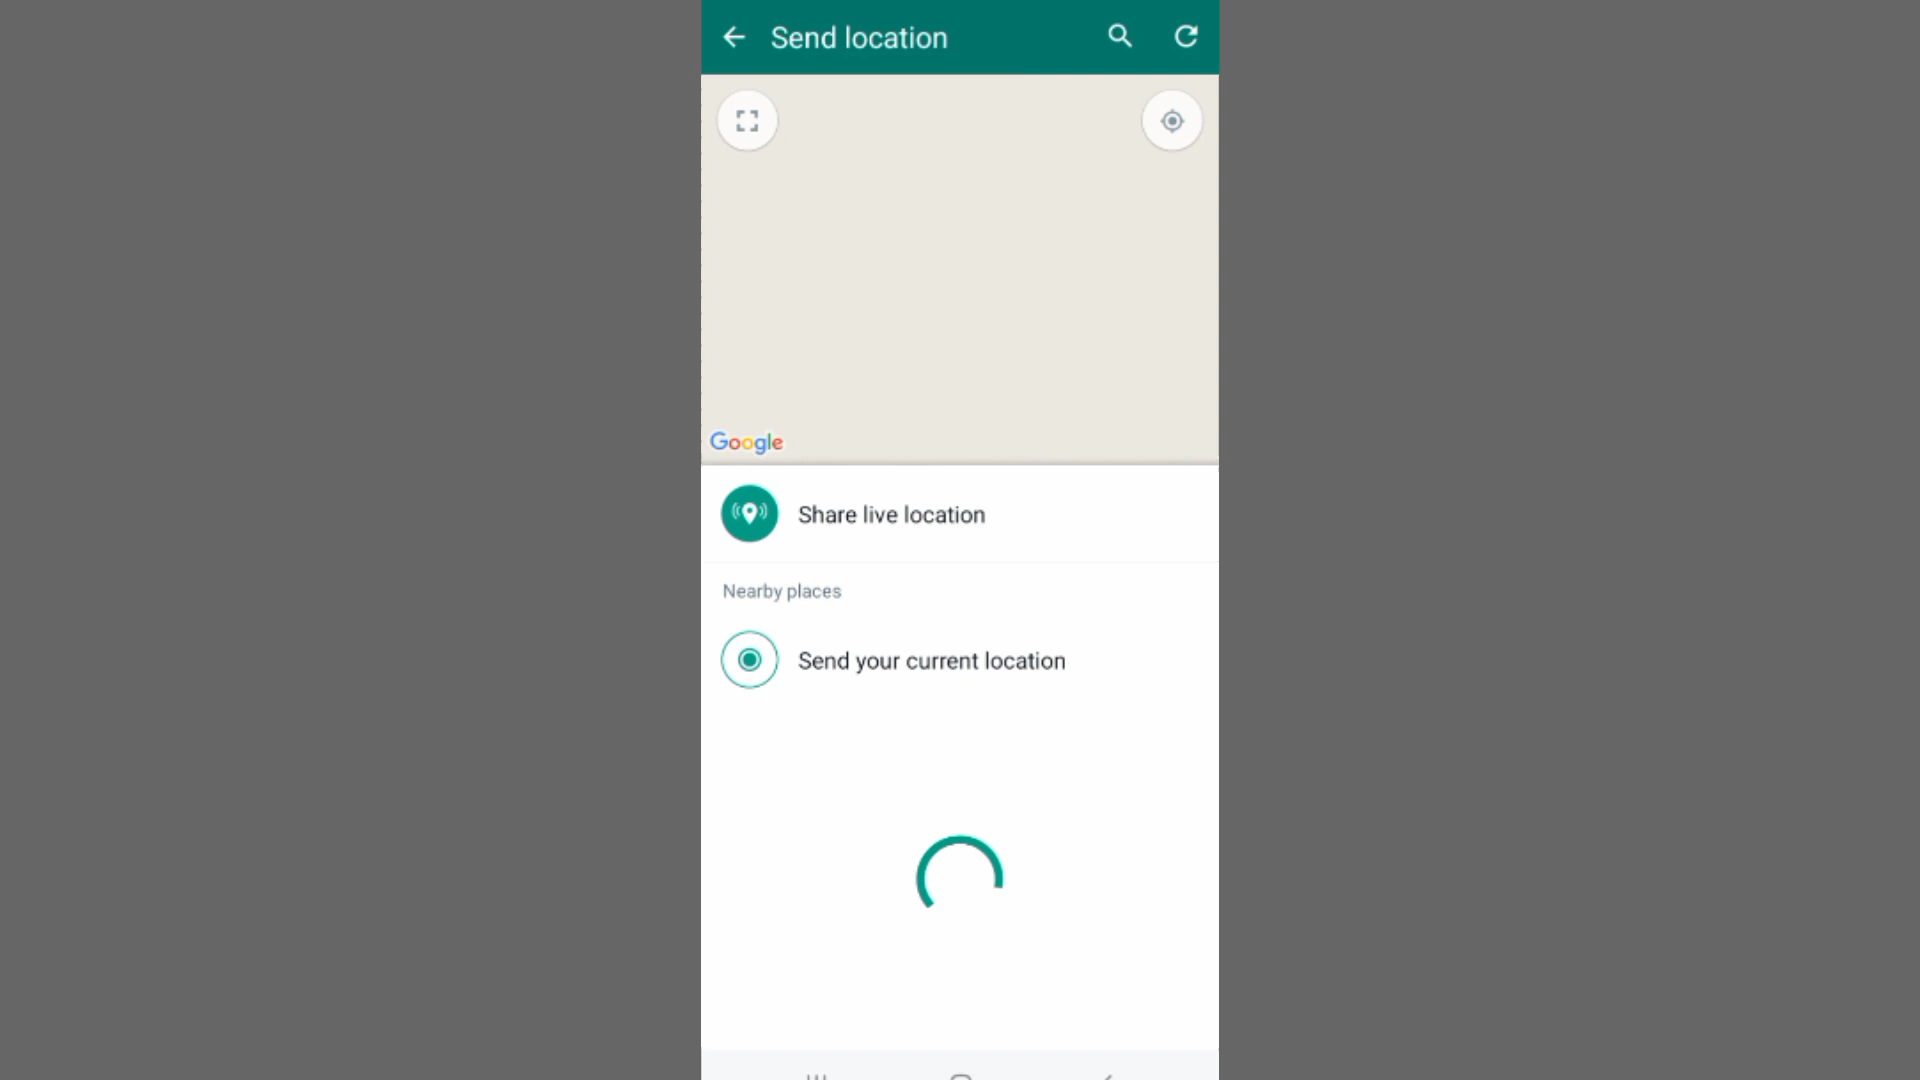 Send location
Google
Share live location
Nearby places
Send your current location